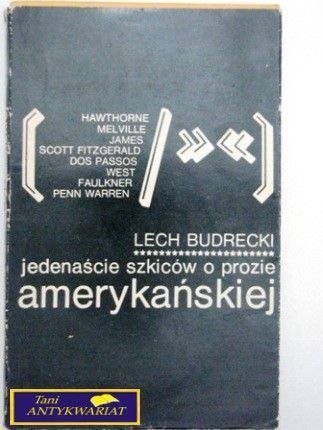 HAWTHORNE
MELVILLE
JAMES
SCOTT FITZGERALD
DOS PASSOS
WEST
FAULKNER
PENN WARREN
( / »« )
LECH BUDRECKI
************************
jedenaście szkiców o prozie
amerykańskiej
Tani
ANTYKWARIAT